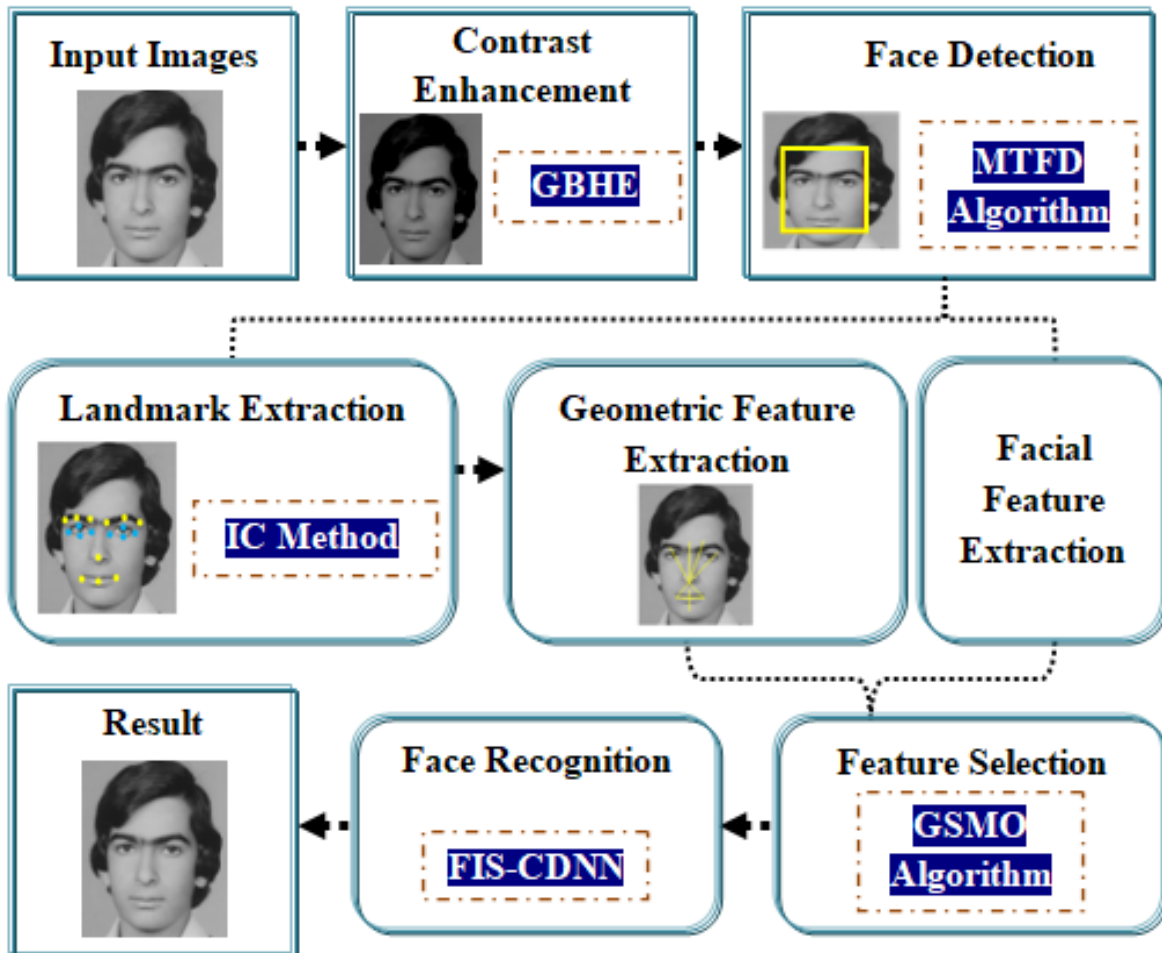 Input Images
Contrast
Enhancement
GBHE
Face Detection
MTFD
Algorithm
Landmark Extraction
IC Method
Geometric Feature
Extraction
Facial
Feature
Extraction
Result
Face Recognition
FIS-CDNN
Feature Selection
GSMO
Algorithm